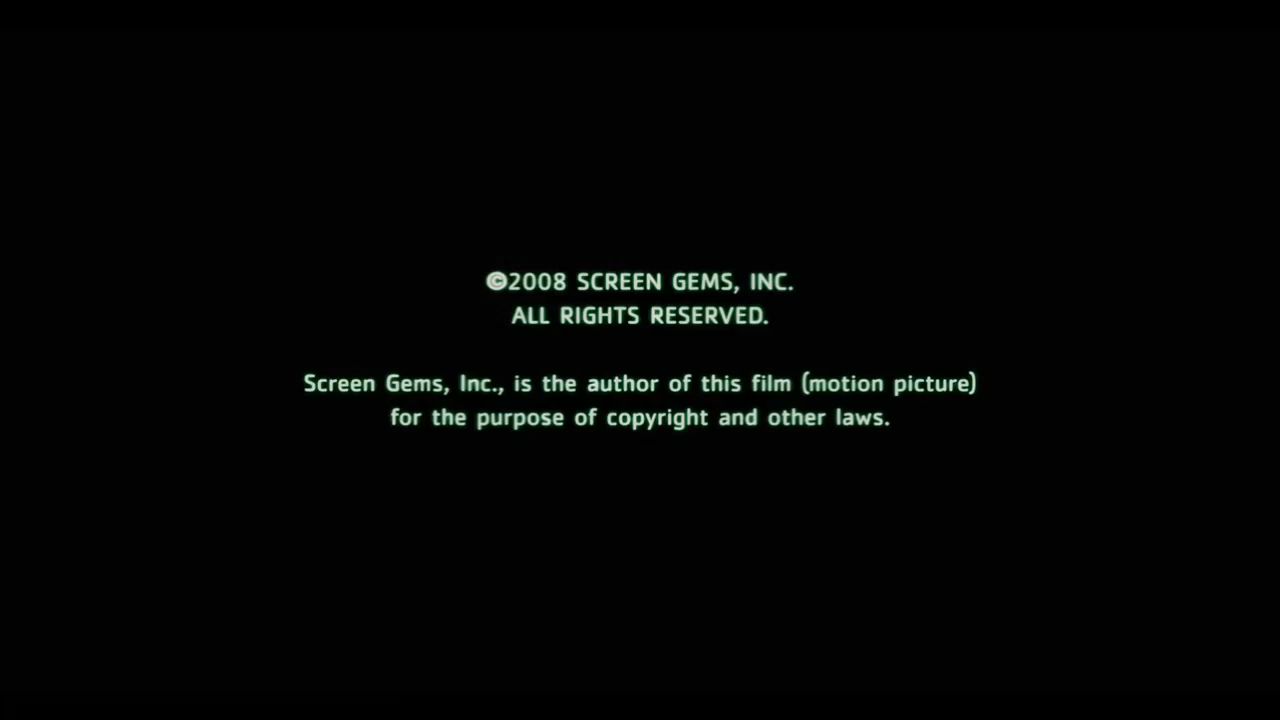 ©2008 SCREEN GEMS, INC.
ALL RIGHTS RESERVED.
Screen Gems, Inc., is the author of this film (motion picture)
for the purpose of copyright and other laws.